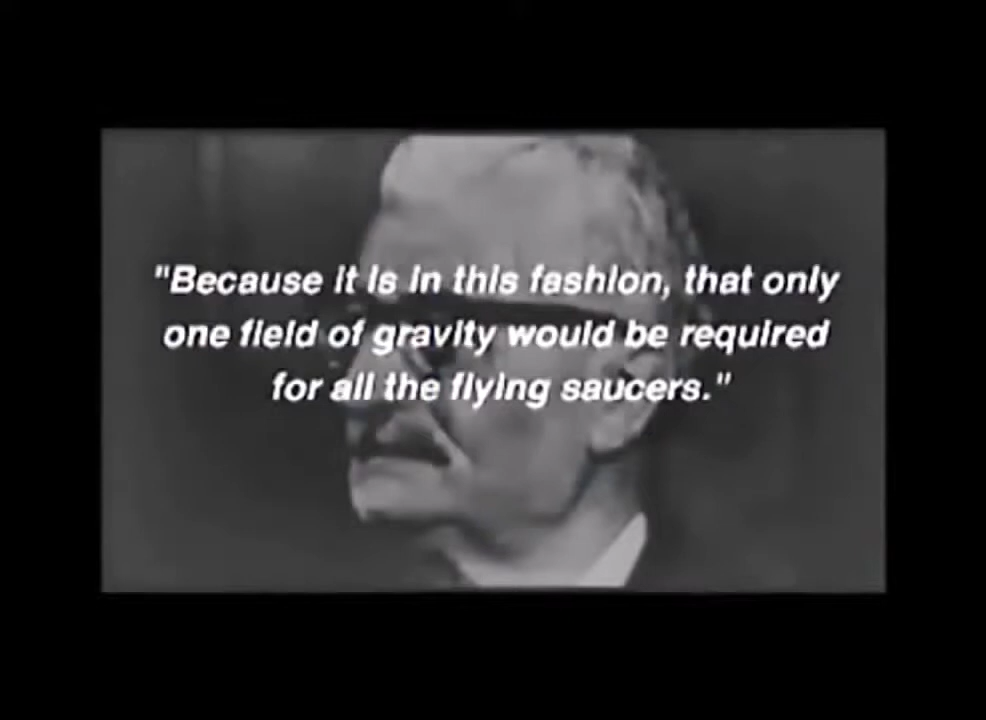 "Because it is in this fashion, that only
one field of gravity would be required
for all the flying saucers."